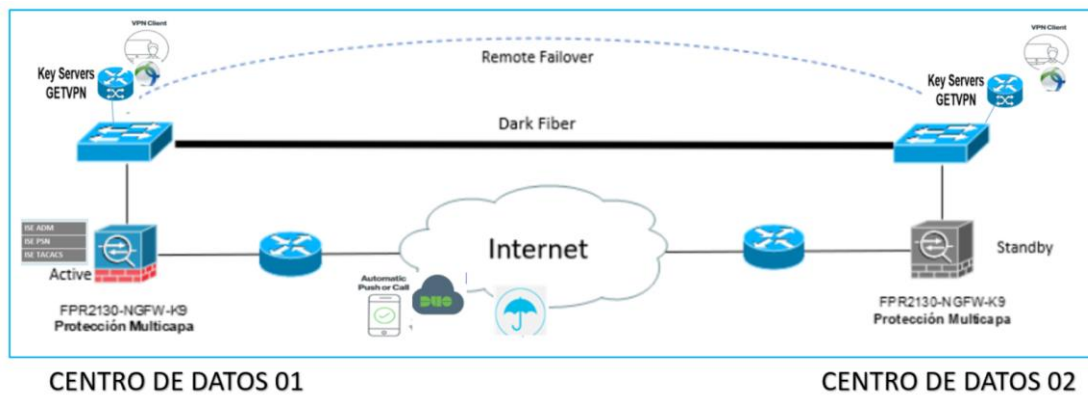 VPN Client
VPN Client
Key Servers
GETVPN
Remote Failover
Key Servers
GETVPN
Dark Fiber
ISE ADM
ISE PSN
ISE TACACS
Active
Internet
Standby
Automatic
Push or Call
DUO
FPR2130-NGFW-K9
Protección Multicapa
FPR2130-NGFW-K9
Protección Multicapa
CENTRO DE DATOS 01
CENTRO DE DATOS 02